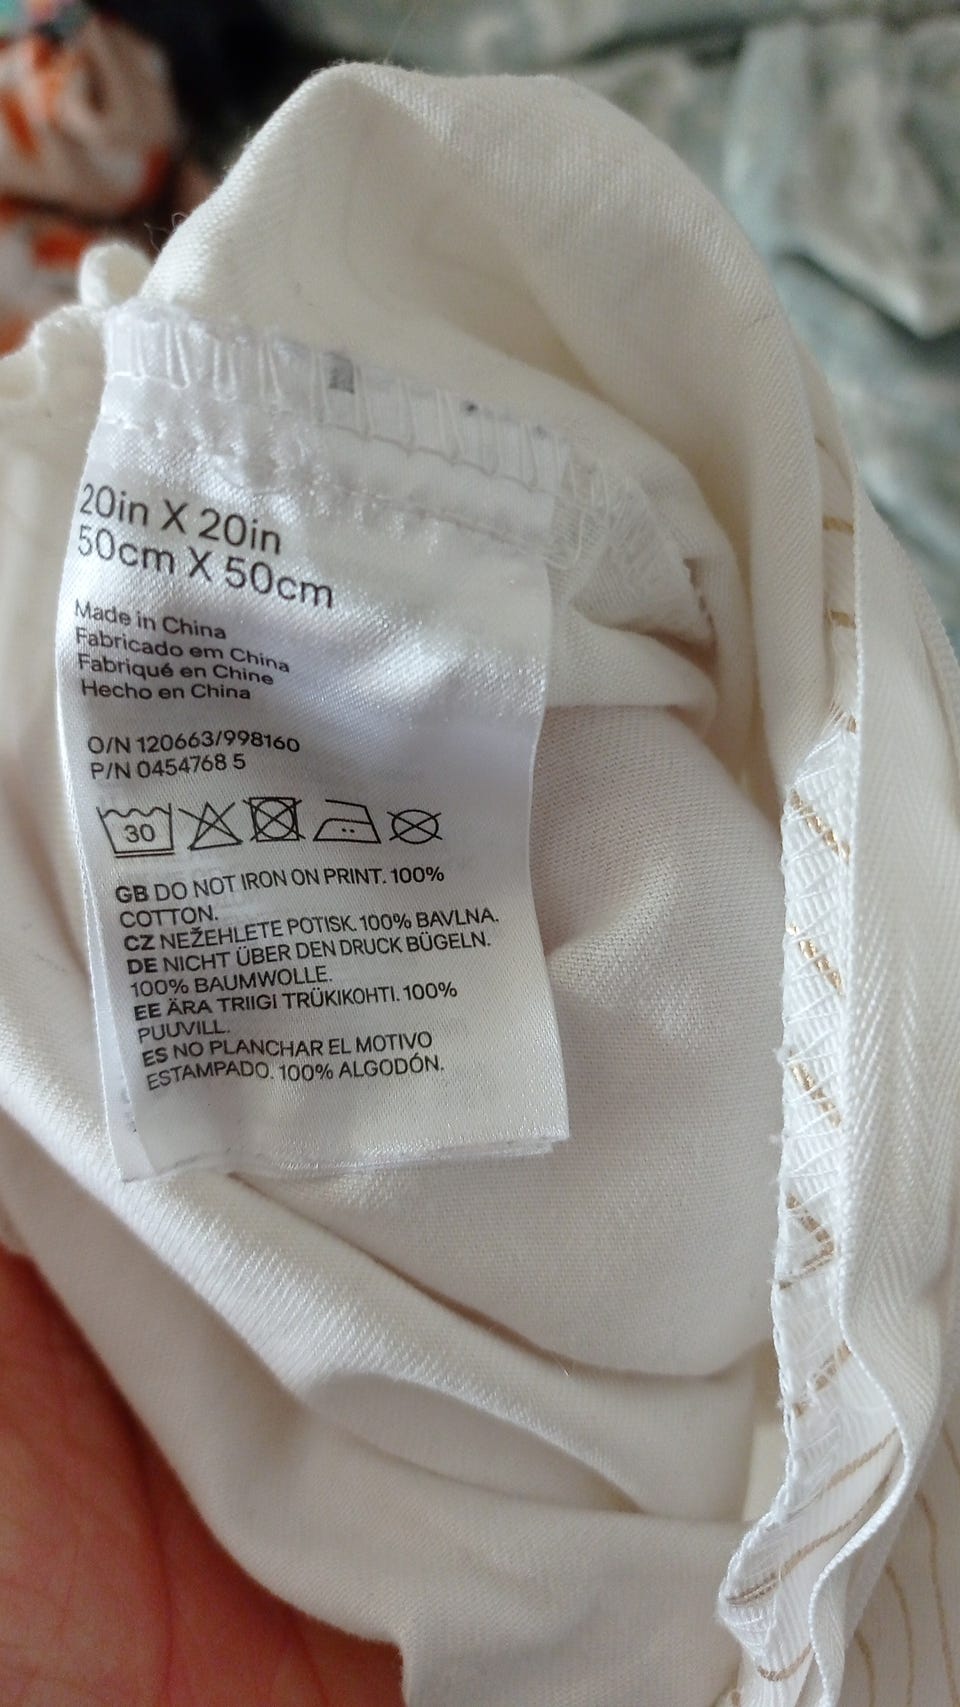 20in X 20in
50cm X 50cm
Made in China
Fabricado em China
Fabriqué en Chine
Hecho en China
O/N 120663/998160
P/N 0454768 5
30
GB DO NOT IRON ON PRINT. 100%
COTTON.
CZ NEŽEHLETE POTISK. 100% BAVLNA.
DE NICHT ÜBER DEN DRUCK BÜGELN.
100% BAUMWOLLE.
EE ÄRA TRIIGI TRÜKIKOHTI. 100%
PUUVILL.
ES NO PLANCHAR EL MOTIVO
ESTAMPADO. 100% ALGODÓN.